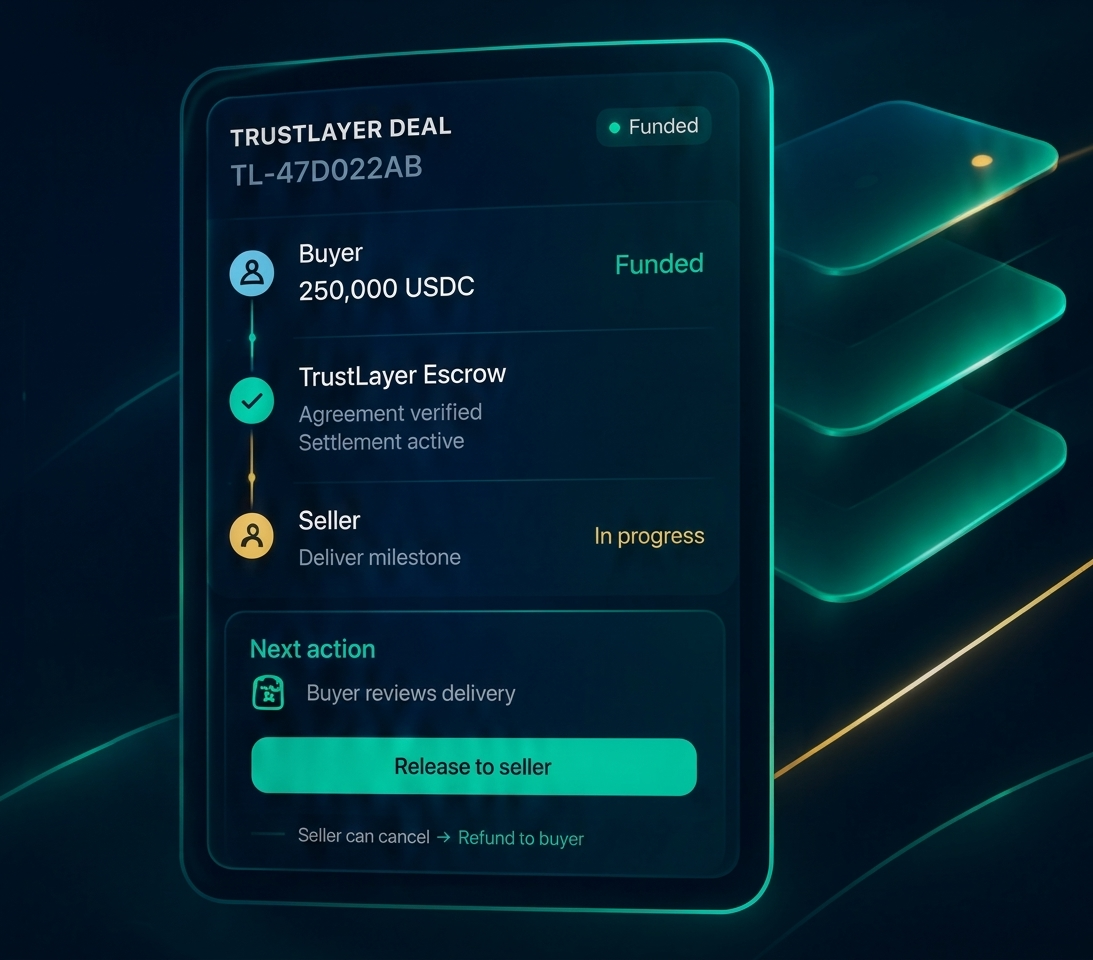 TRUSTLAYER DEAL
Funded
TL-47D022AB
Buyer
250,000 USDC
Funded
TrustLayer Escrow
Agreement verified
Settlement active
Seller
Deliver milestone
In progress
Next action
Buyer reviews delivery
Release to seller
Seller can cancel → Refund to buyer